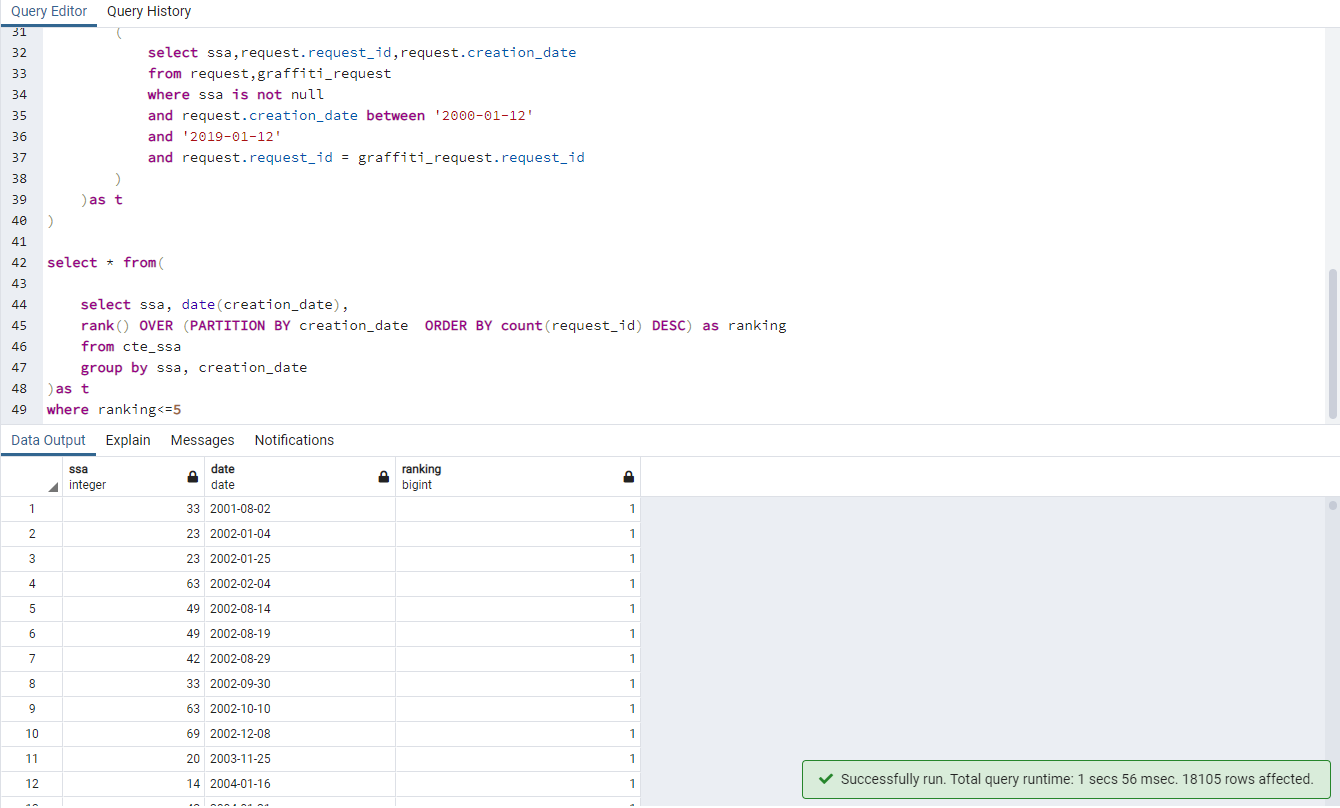 Query Editor Query History
31 (
32 select ssa,request.request_id,request.creation_date
33 from request,graffiti_request
34 where ssa is not null
35 and request.creation_date between '2000-01-12'
36 and '2019-01-12'
37 and request.request_id = graffiti_request.request_id
38 )
39 )as t
40 )
41
42 select * from(
43
44 select ssa, date(creation_date),
45 rank() OVER (PARTITION BY creation_date  ORDER BY count(request_id) DESC) as ranking
46 from cte_ssa
47 group by ssa, creation_date
48 )as t
49 where ranking<=5
Data Output Explain Messages Notifications
ssa date ranking
integer date bigint
1 33 2001-08-02 1
2 23 2002-01-04 1
3 23 2002-01-25 1
4 63 2002-02-04 1
5 49 2002-08-14 1
6 49 2002-08-19 1
7 42 2002-08-29 1
8 33 2002-09-30 1
9 63 2002-10-10 1
10 69 2002-12-08 1
11 20 2003-11-25 1
12 14 2004-01-16 1
Successfully run. Total query runtime: 1 secs 56 msec. 18105 rows affected.